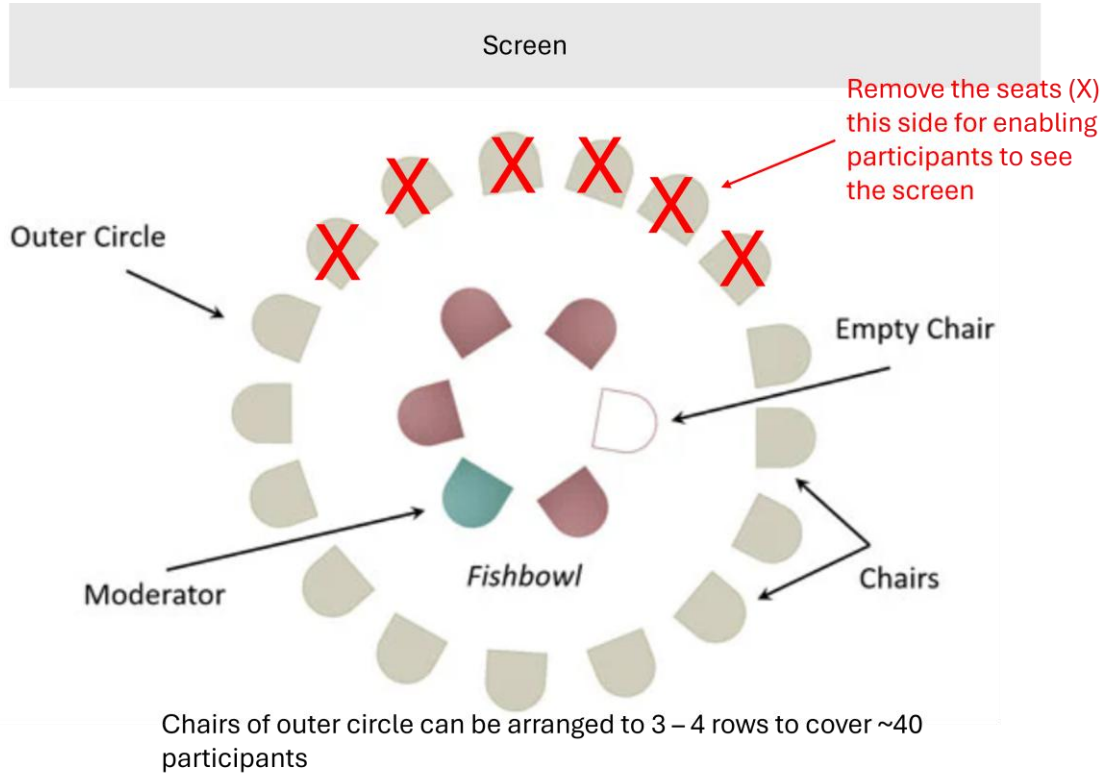 Screen
Remove the seats (X)
this side for enabling
participants to see
the screen
X
X
X
X
X
X
Outer Circle
Empty Chair
Moderator
Fishbowl
Chairs
Chairs of outer circle can be arranged to 3 – 4 rows to cover ~40
participants